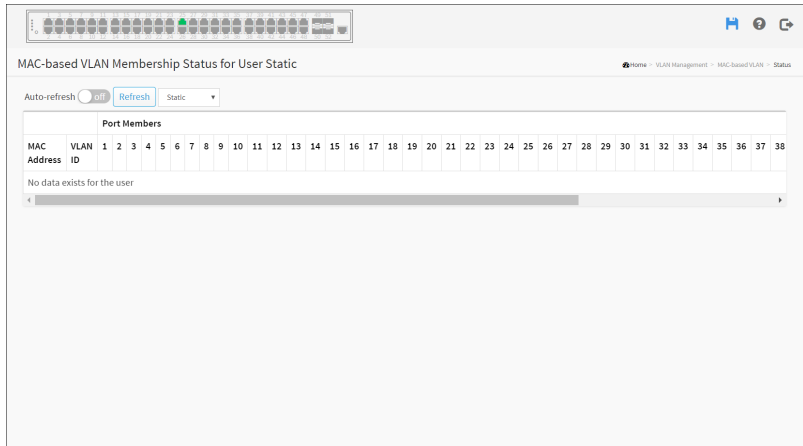 MAC-based VLAN Membership Status for User Static
Home > VLAN Management > MAC-based VLAN > Status
Auto-refresh off Refresh Static
Port Members
MAC Address VLAN ID 1 2 3 4 5 6 7 8 9 10 11 12 13 14 15 16 17 18 19 20 21 22 23 24 25 26 27 28 29 30 31 32 33 34 35 36 37 38
No data exists for the user